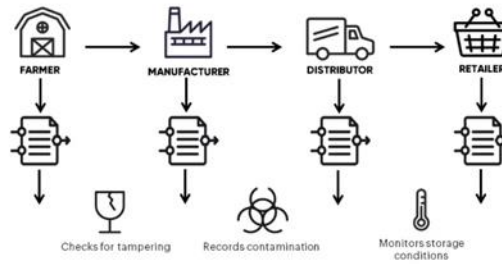 FARMER
MANUFACTURER
DISTRIBUTOR
RETAILER
Checks for tampering
Records contamination
Monitors storage
conditions